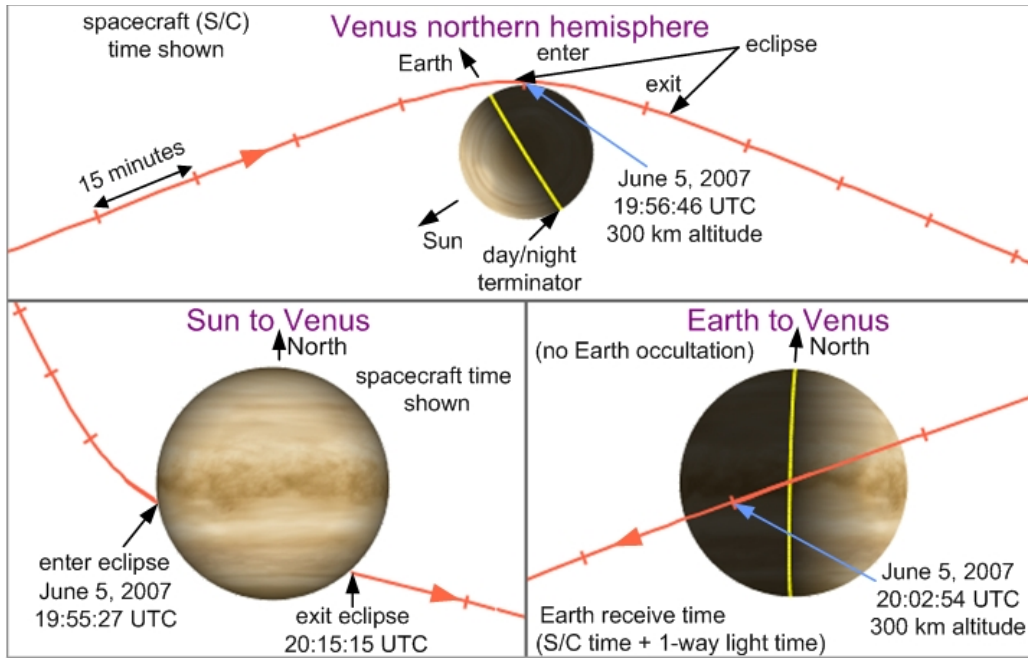 spacecraft (S/C)
time shown
Venus northern hemisphere
Earth
enter
eclipse
exit
15 minutes
June 5, 2007
19:56:46 UTC
300 km altitude
Sun
day/night
terminator
Sun to Venus
North
spacecraft time
shown
enter eclipse
June 5, 2007
19:55:27 UTC
exit eclipse
20:15:15 UTC
Earth to Venus
(no Earth occultation)
North
June 5, 2007
20:02:54 UTC
300 km altitude
Earth receive time
(S/C time + 1-way light time)